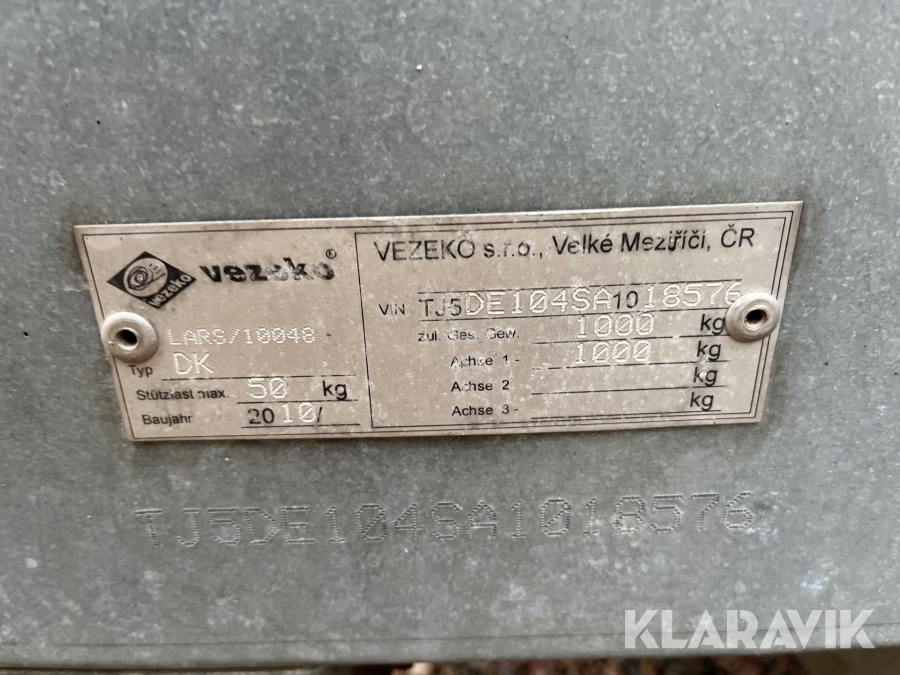 vezeko
vezeko®
LARS/10048
Typ DK
Stützlast max. 50 kg
Baujahr 2010/
VEZEKO s.r.o., Velké Meziříčí, ČR
VIN TJ5DE104SA1018576
zul. Ges. Gew. 1000 kg
Achse 1 - 1000 kg
Achse 2 - kg
Achse 3 - kg
TJ5DE104SA1018576
KLARAVIK